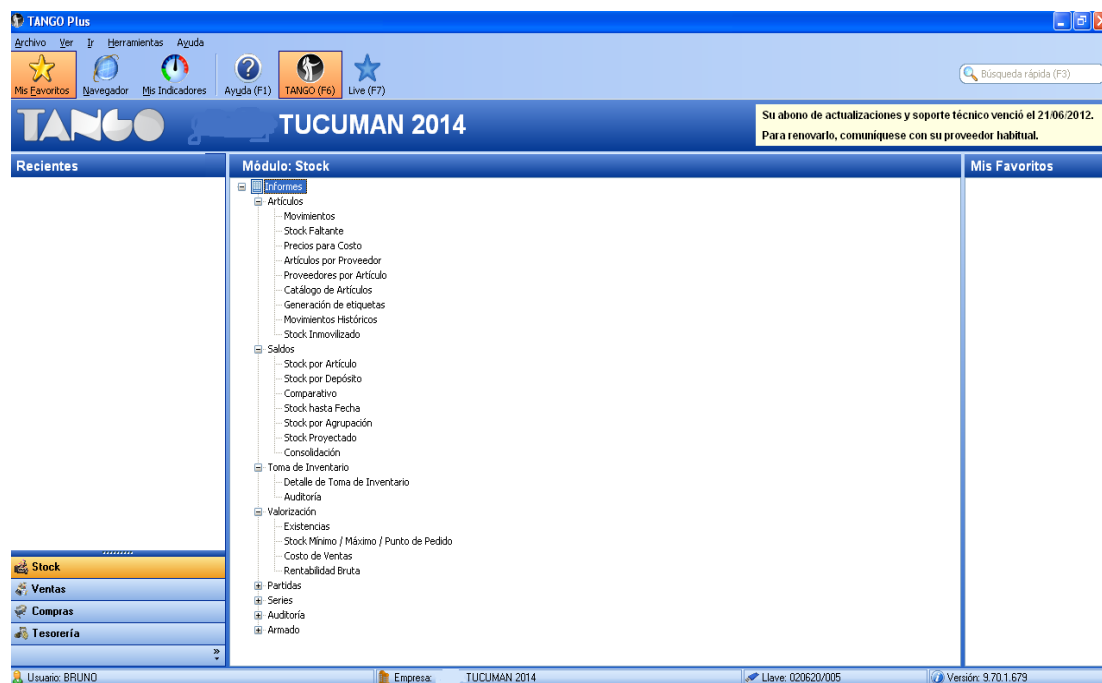 TANGO Plus
Archivo Ver Ir Herramientas Ayuda
Mis Favoritos Navegador Mis Indicadores Ayuda (F1) TANGO (F6) Live (F7) Búsqueda rápida (F3)
TANGO TUCUMAN 2014
Su abono de actualizaciones y soporte técnico venció el 21/06/2012.
Para renovarlo, comuníquese con su proveedor habitual.
Recientes
Módulo: Stock
Mis Favoritos
Informes
Artículos
Movimientos
Stock Faltante
Precios para Costo
Artículos por Proveedor
Proveedores por Artículo
Catálogo de Artículos
Generación de etiquetas
Movimientos Históricos
Stock Inmovilizado
Saldos
Stock por Artículo
Stock por Depósito
Comparativo
Stock hasta Fecha
Stock por Agrupación
Stock Proyectado
Consolidación
Toma de Inventario
Detalle de Toma de Inventario
Auditoría
Valorización
Existencias
Stock Mínimo / Máximo / Punto de Pedido
Costo de Ventas
Rentabilidad Bruta
Partidas
Series
Auditoría
Armado
Stock
Ventas
Compras
Tesorería
Usuario: BRUNO Empresa: TUCUMAN 2014 Llave: 020620/005 Versión: 9.70.1.679